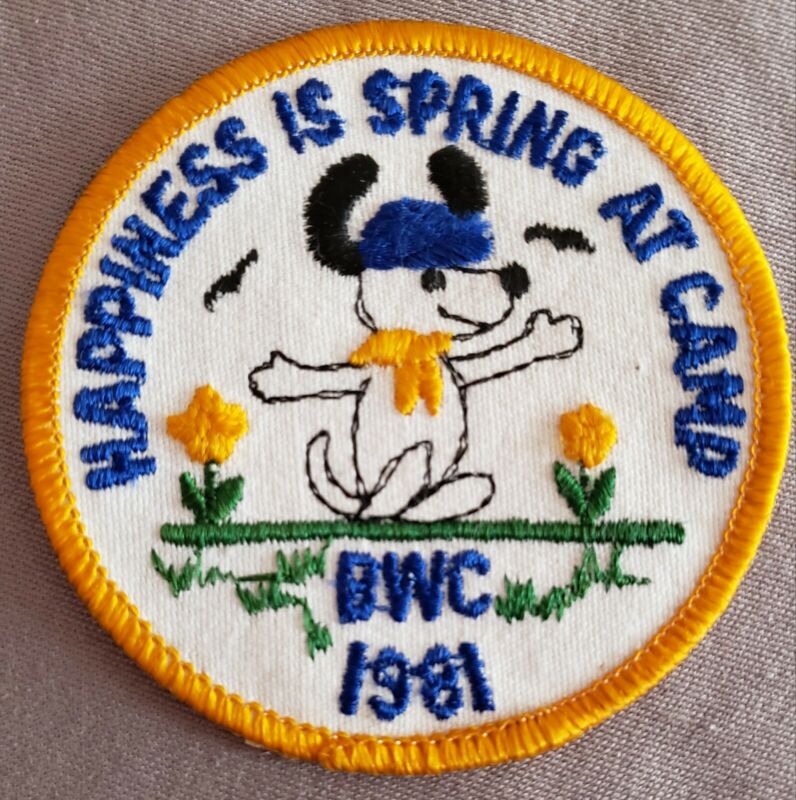 HAPPINESS IS SPRING AT CAMP
BWC
1981